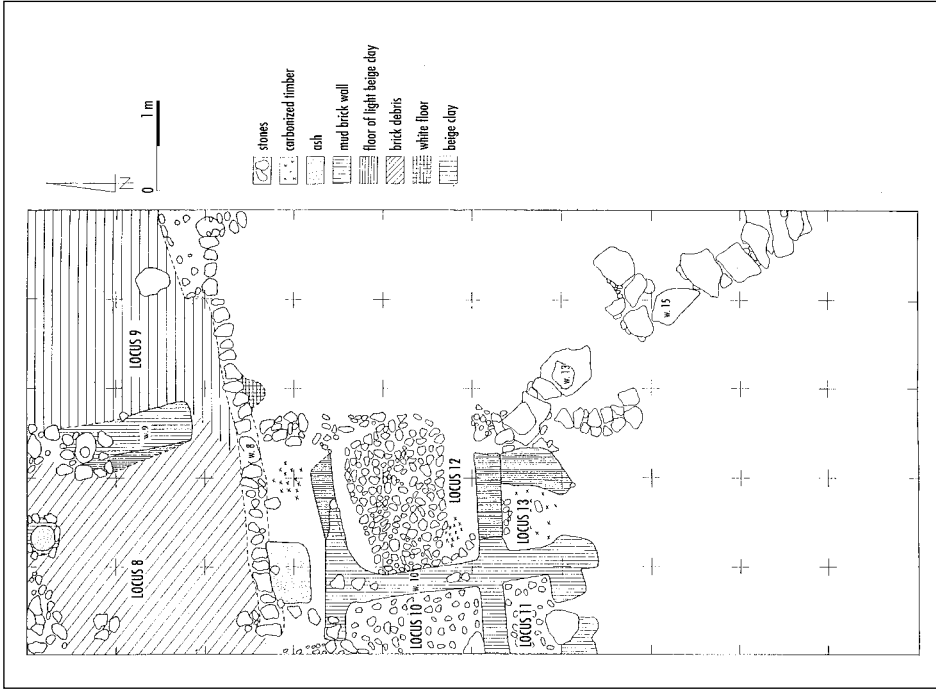 N
0 1 m
stones
carbonized timber
ash
mud brick wall
floor of light beige clay
brick debris
white floor
beige clay
LOCUS 8
LOCUS 9
w. 9
w. 8
LOCUS 10
w. 10
LOCUS 12
LOCUS 11
LOCUS 13
w. 13
w. 15